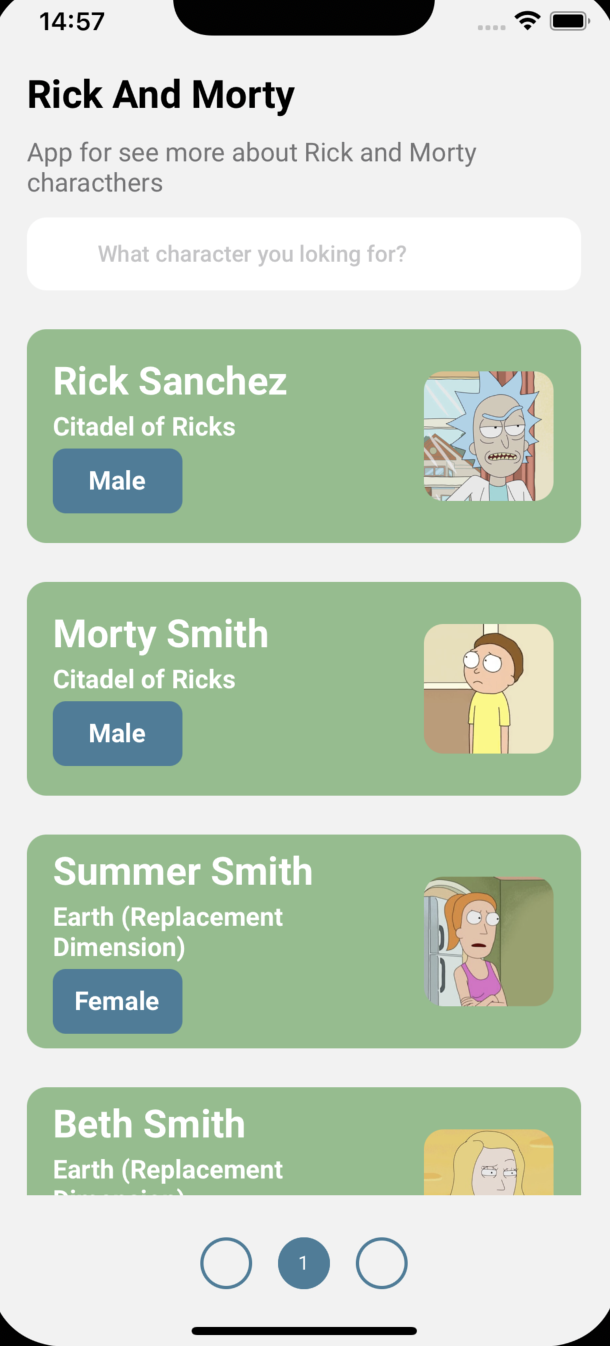 14:57
Rick And Morty
App for see more about Rick and Morty
characthers
What character you loking for?
Rick Sanchez
Citadel of Ricks
Male
Morty Smith
Citadel of Ricks
Male
Summer Smith
Earth (Replacement
Dimension)
Female
Beth Smith
Earth (Replacement
Dimension)
1